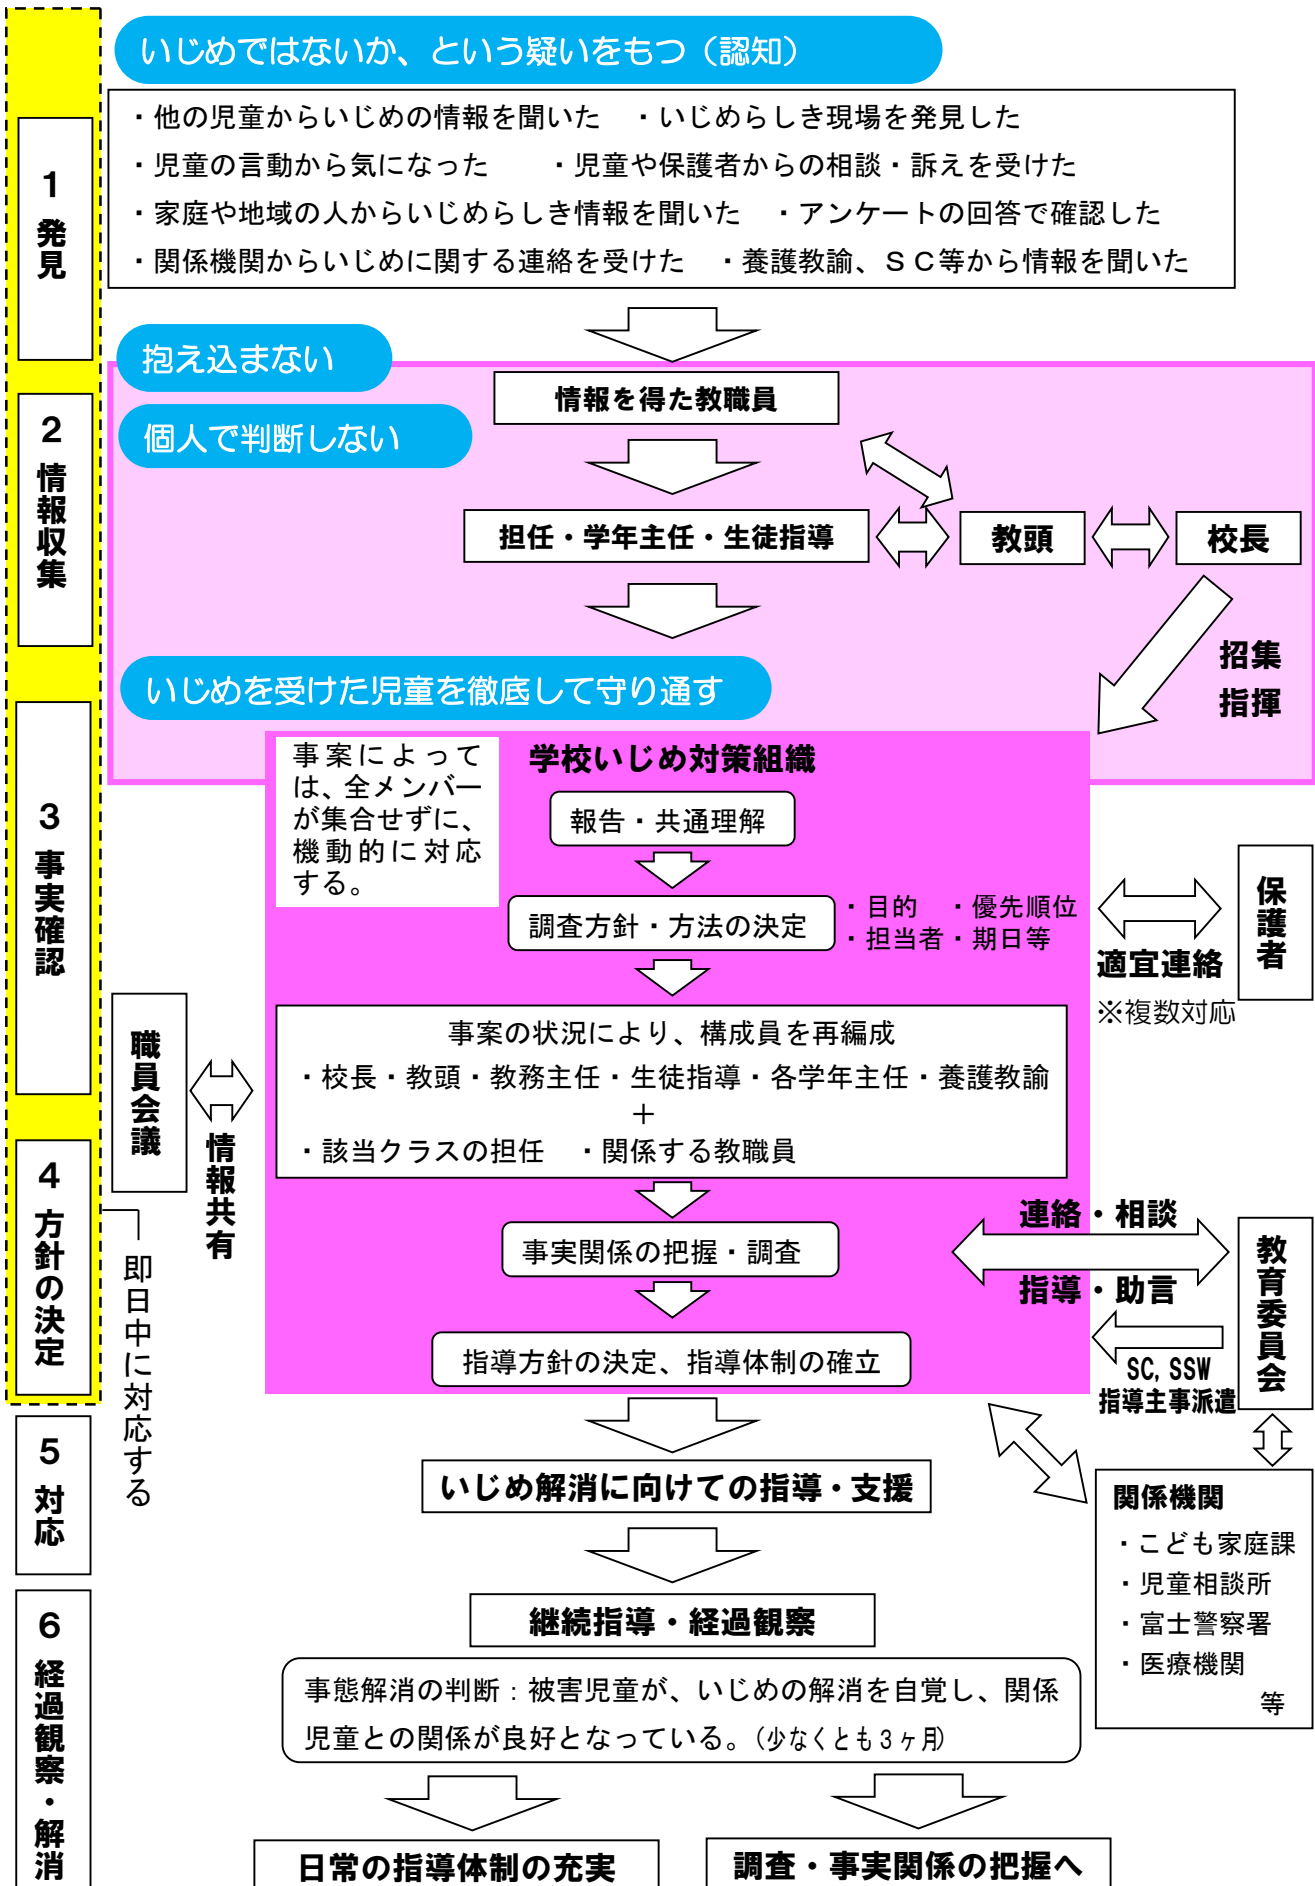 いじめではないか、という疑いをもつ（認知）
・他の児童からいじめの情報を聞いた　・いじめらしき現場を発見した
・児童の言動から気になった　　・児童や保護者からの相談・訴えを受けた
・家庭や地域の人からいじめらしき情報を聞いた　・アンケートの回答で確認した
・関係機関からいじめに関する連絡を受けた　・養護教諭、ＳＣ等から情報を聞いた
1 発見
抱え込まない
個人で判断しない
2 情報収集
情報を得た教職員
担任・学年主任・生徒指導
教頭
校長
招集
指揮
いじめを受けた児童を徹底して守り通す
3 事実確認
事案によって
は、全メンバー
が集合せずに、
機動的に対応
する。
学校いじめ対策組織
報告・共通理解
調査方針・方法の決定
・目的　・優先順位
・担当者・期日等
保護者
適宜連絡
※複数対応
職員会議
情報共有
事案の状況により、構成員を再編成
・校長・教頭・教務主任・生徒指導・各学年主任・養護教諭
＋
・該当クラスの担任　・関係する教職員
4 方針の決定
即日中に対応する
事実関係の把握・調査
連絡・相談
指導・助言
教育委員会
SC, SSW
指導主事派遣
指導方針の決定、指導体制の確立
5 対応
いじめ解消に向けての指導・支援
関係機関
・こども家庭課
・児童相談所
・富士警察署
・医療機関
等
6 経過観察・解消
継続指導・経過観察
事態解消の判断：被害児童が、いじめの解消を自覚し、関係
児童との関係が良好となっている。（少なくとも３ヶ月）
日常の指導体制の充実
調査・事実関係の把握へ